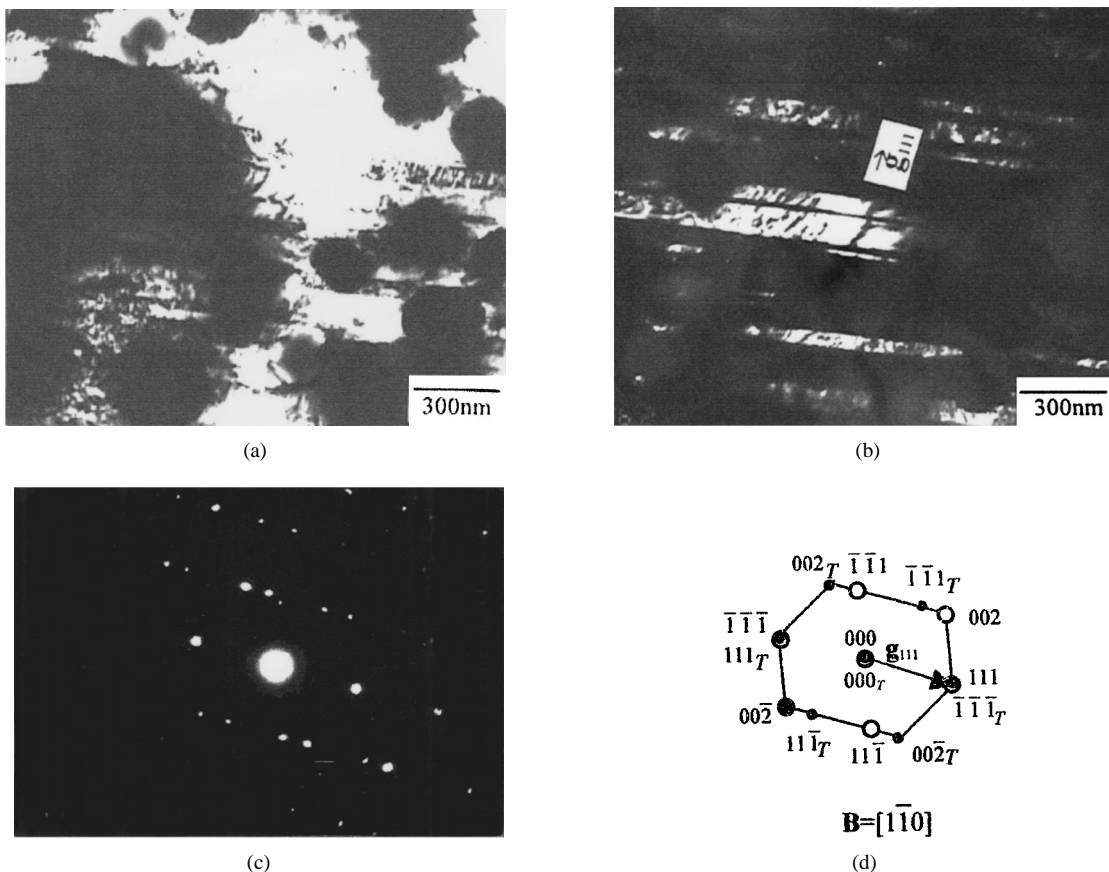 g111
300nm
300nm
(a)
(b)
(c)
002T 1̅1̅1 1̅1̅1T
002
1̅1̅1̅
111T
000 g111
000T
111
1̅1̅1̅T
002̅
111̅T
111̅
002̅T
B=[11̅0]
(d)